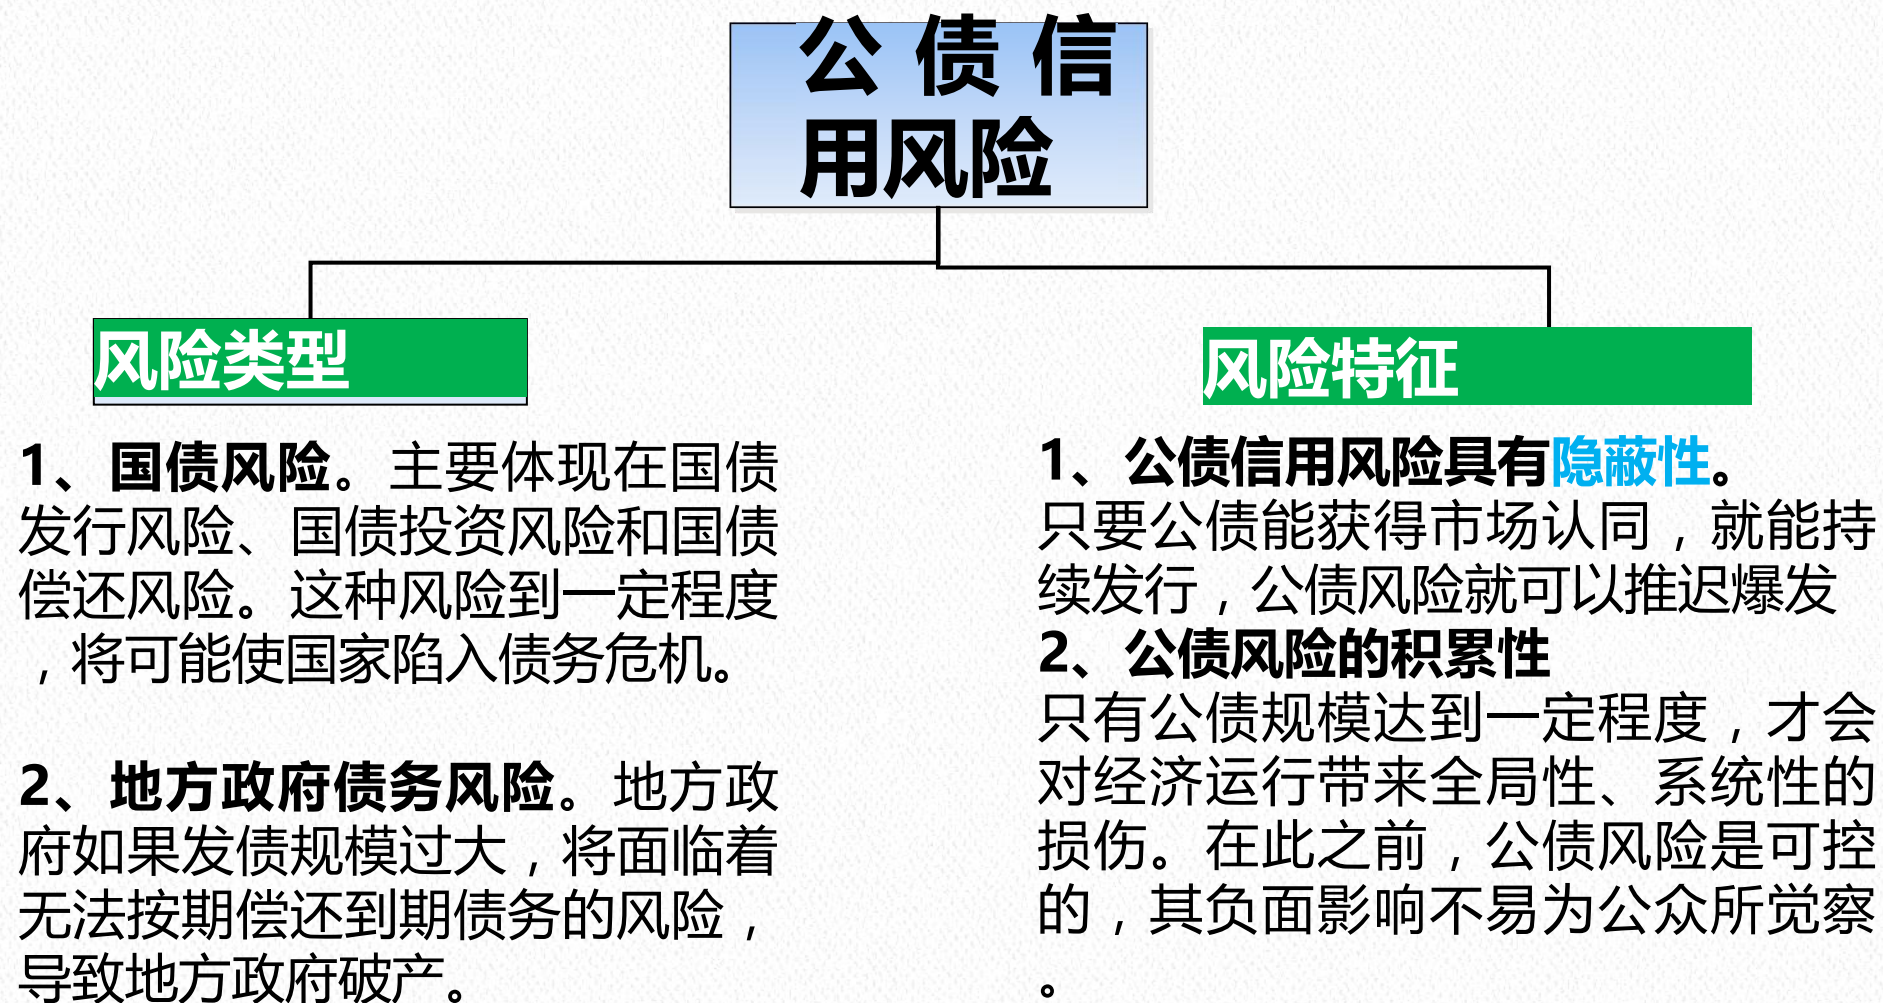 公债信
用风险
风险类型
1、国债风险。主要体现在国债
发行风险、国债投资风险和国债
偿还风险。这种风险到一定程度
，将可能使国家陷入债务危机。
2、地方政府债务风险。地方政
府如果发债规模过大，将面临着
无法按期偿还到期债务的风险，
导致地方政府破产。
风险特征
1、公债信用风险具有隐蔽性。
只要公债能获得市场认同，就能持
续发行，公债风险就可以推迟爆发
2、公债风险的积累性
只有公债规模达到一定程度，才会
对经济运行带来全局性、系统性的
损伤。在此之前，公债风险是可控
的，其负面影响不易为公众所觉察
。